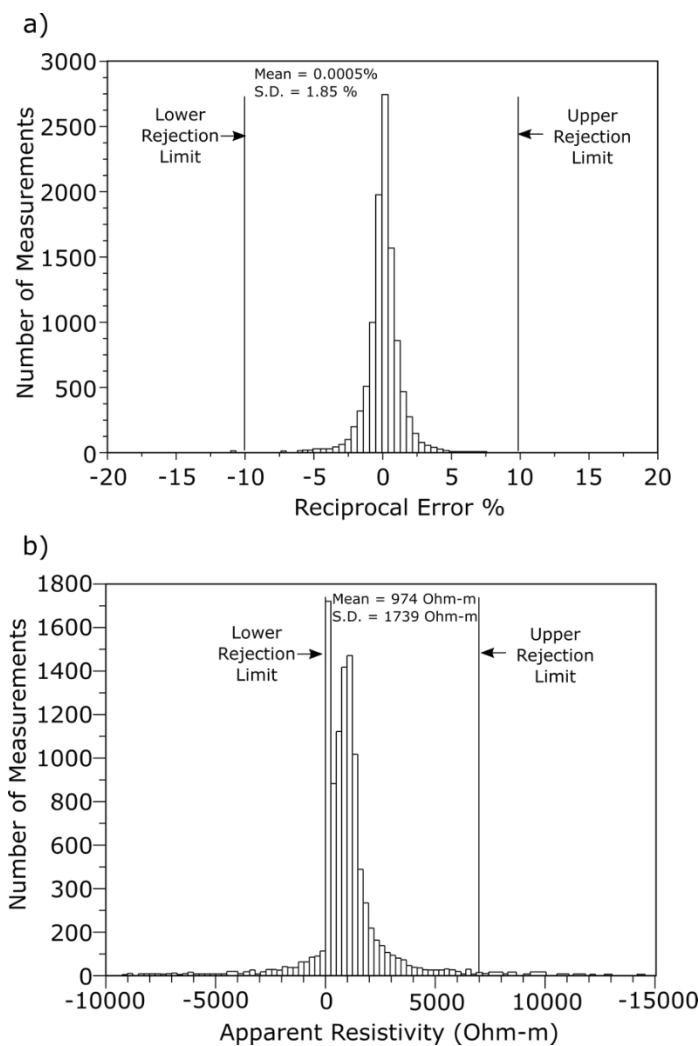 a)
3000
Mean = 0.0005%
S.D. = 1.85 %
2500
Lower
Rejection
Limit
Upper
Rejection
Limit
2000
1500
1000
500
0
Number of Measurements
-20
-15
-10
-5
0
5
10
15
20
Reciprocal Error %
b)
1800
Mean = 974 Ohm-m
S.D. = 1739 Ohm-m
1600
Lower
Rejection
Limit
Upper
Rejection
Limit
1400
1200
1000
800
600
300
200
0
Number of Measurements
-10000
-5000
0
5000
10000
-15000
Apparent Resistivity (Ohm-m)